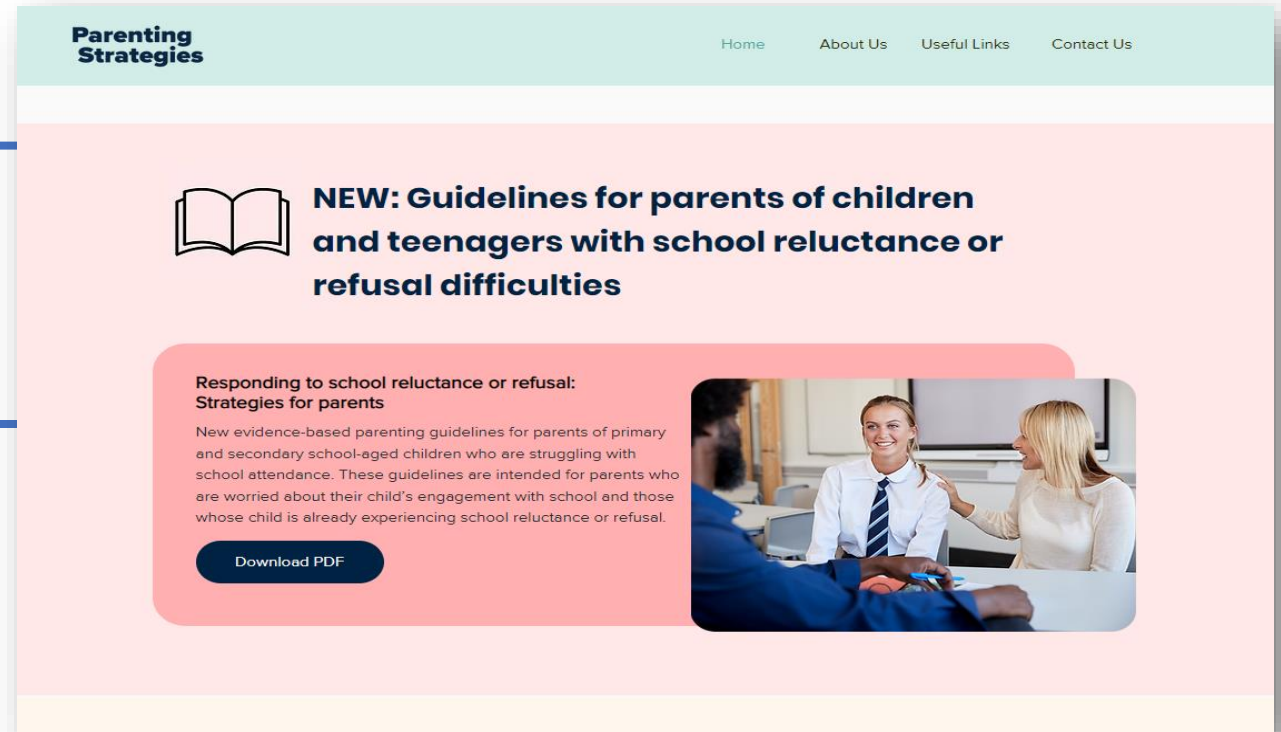 Parenting
Strategies
Home About Us Useful Links Contact Us
NEW: Guidelines for parents of children
and teenagers with school reluctance or
refusal difficulties
Responding to school reluctance or refusal:
Strategies for parents
New evidence-based parenting guidelines for parents of primary
and secondary school-aged children who are struggling with
school attendance. These guidelines are intended for parents who
are worried about their child's engagement with school and those
whose child is already experiencing school reluctance or refusal.
Download PDF